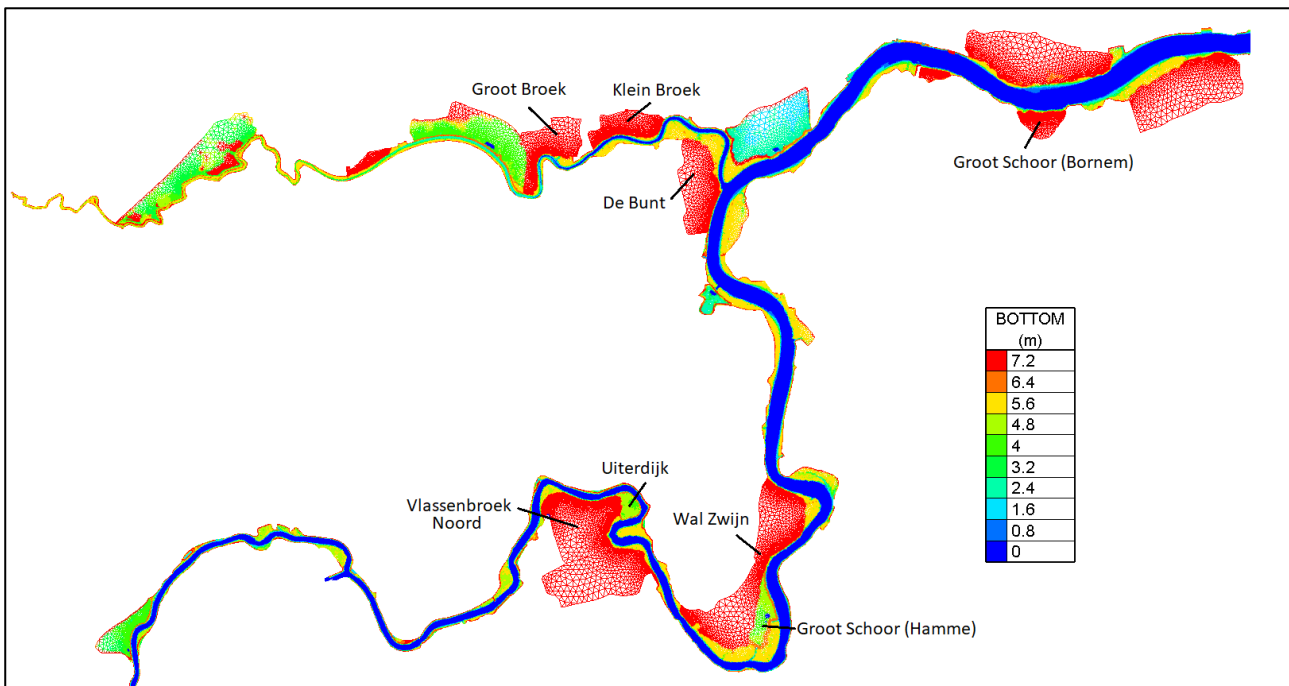 Groot Broek
Klein Broek
Groot Schoor (Bornem)
De Bunt
BOTTOM
(m)
7.2
6.4
5.6
4.8
4
3.2
2.4
1.6
0.8
0
Uiterdijk
Vlassenbroek
Noord
Wal Zwijn
Groot Schoor (Hamme)